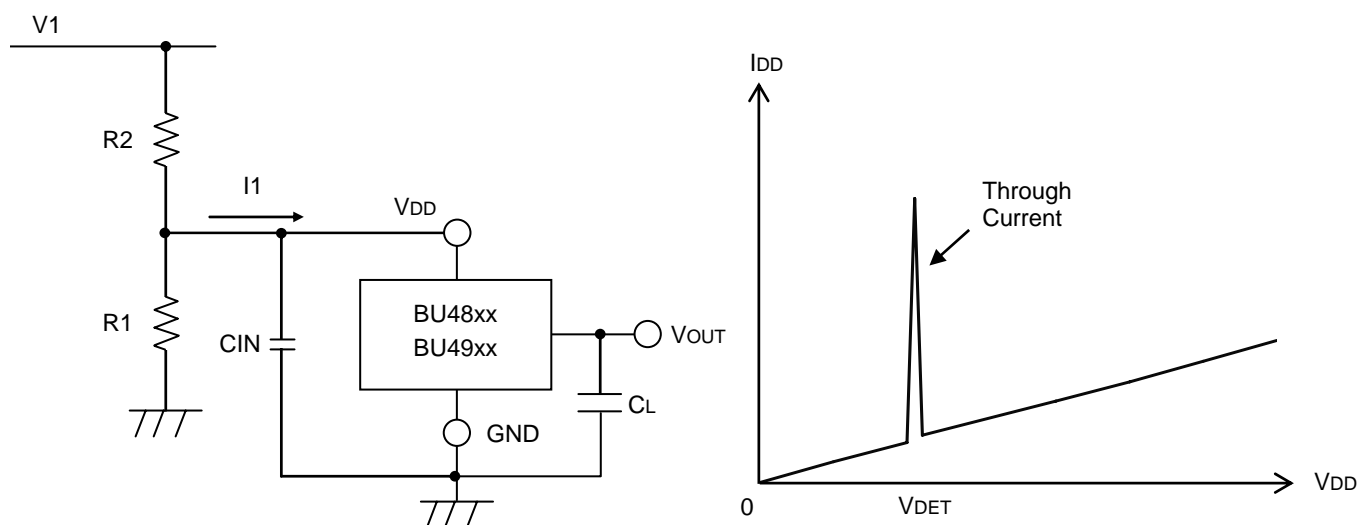 V1
R2
I1
VDD
R1
CIN
BU48xx
BU49xx
VOUT
CL
GND
IDD
Through
Current
0
VDET
VDD